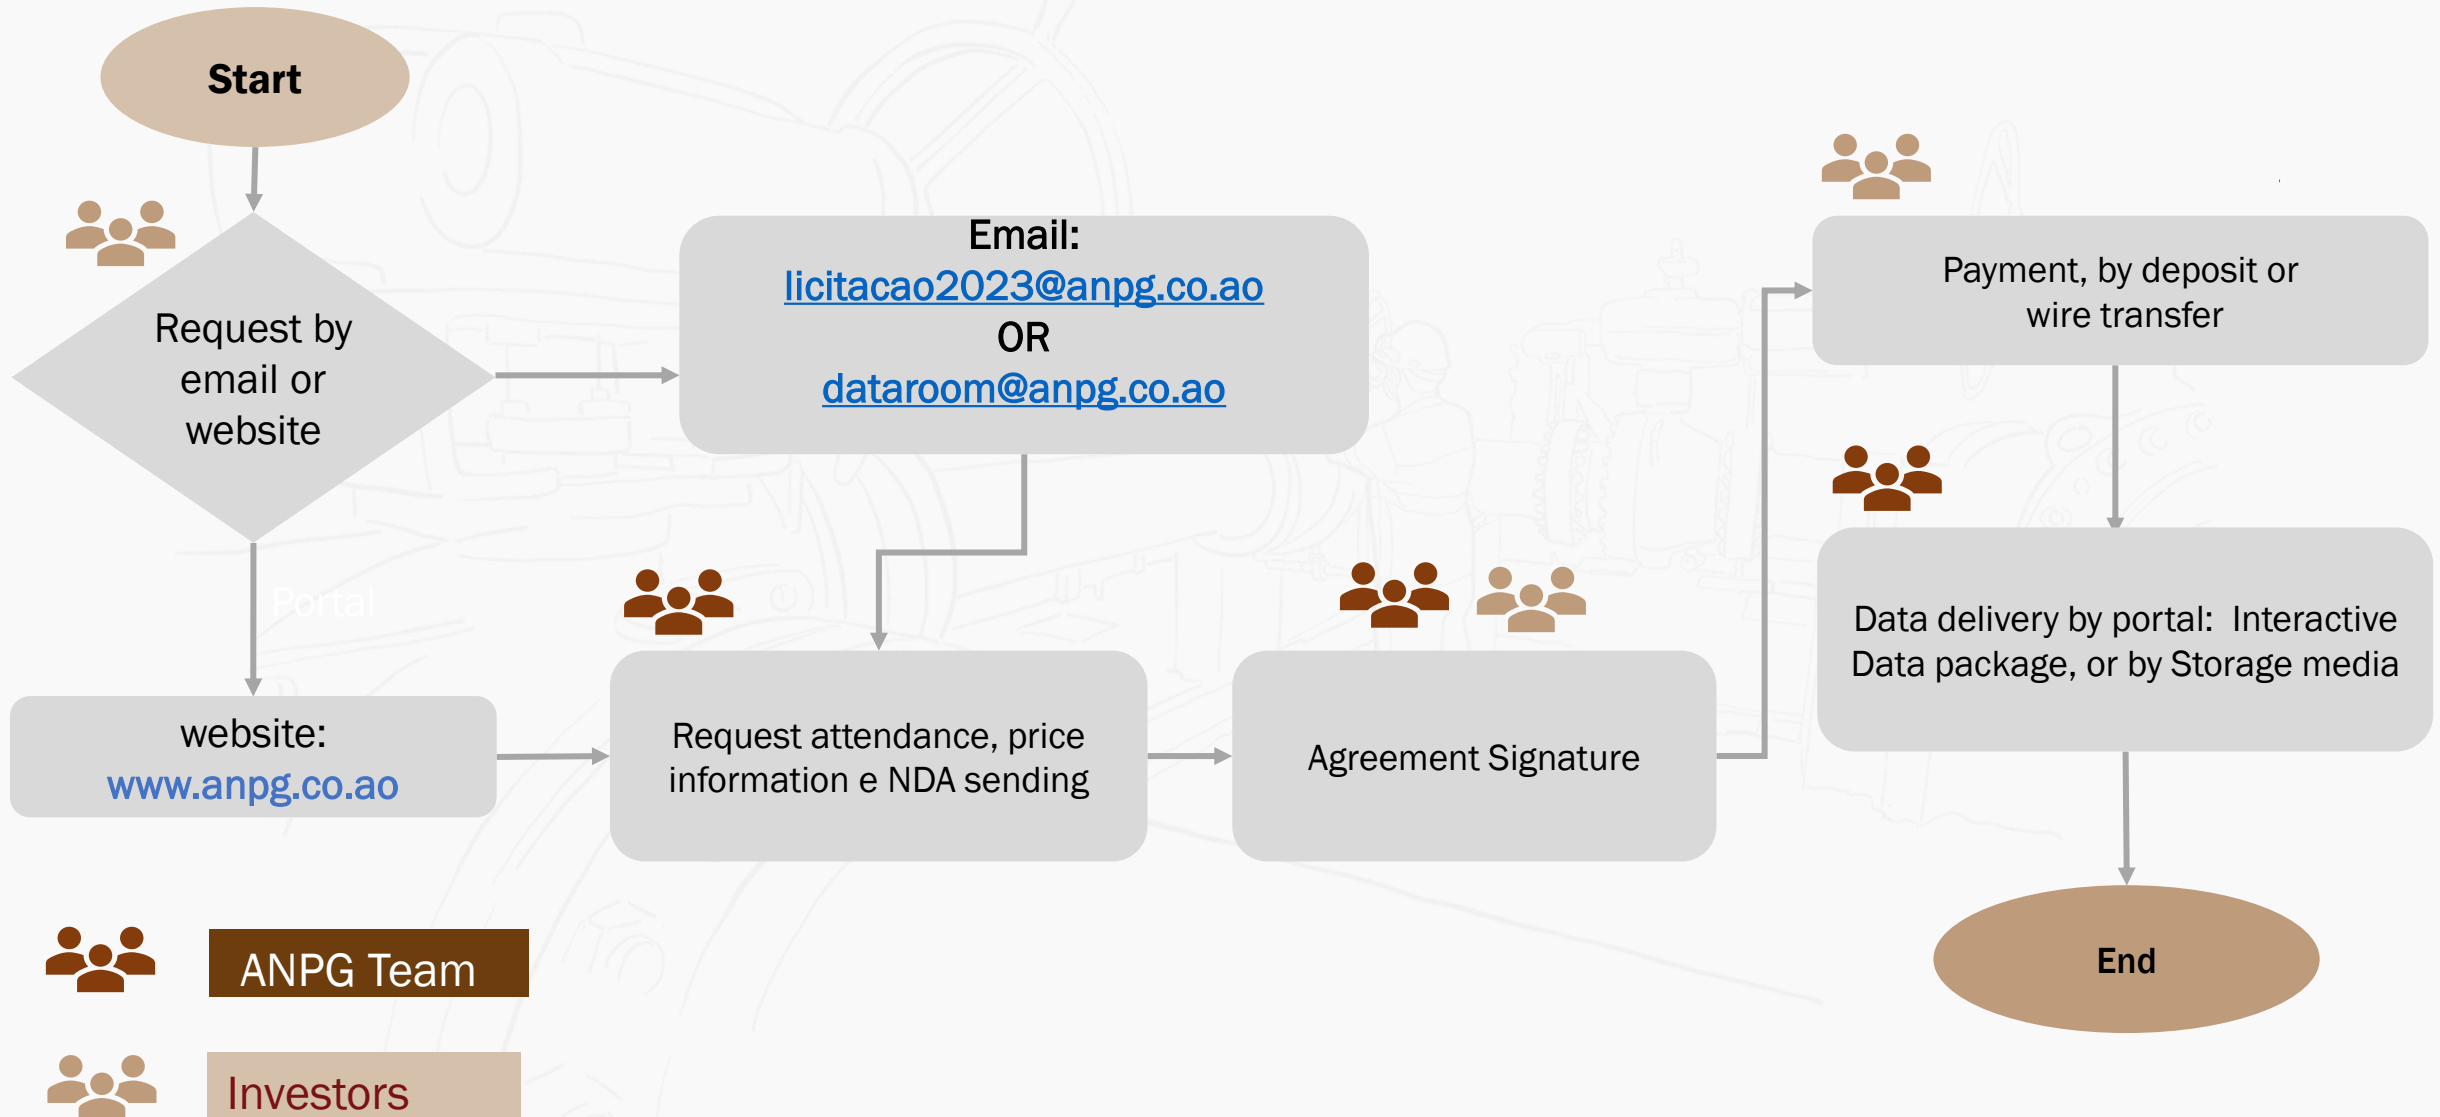 Start
Request by
email or
website
Email:
licitacao2023@anpg.co.ao
OR
dataroom@anpg.co.ao
Portal
website:
www.anpg.co.ao
Request attendance, price
information e NDA sending
Agreement Signature
Payment, by deposit or
wire transfer
Data delivery by portal:  Interactive
Data package, or by Storage media
End
ANPG Team
Investors